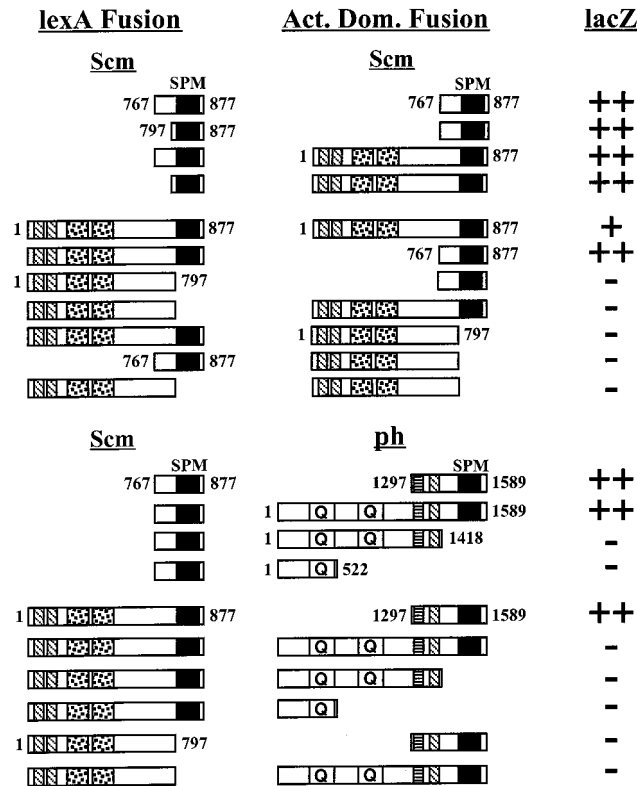 lexA Fusion Act. Dom. Fusion lacZ
Scm Scm
SPM SPM
767 877 767 877 ++
797 877 ++
1 877 ++
++
1 877 1 877 +
767 877 ++
1 797 -
-
1 797 -
767 877 -
-
Scm ph
SPM SPM
767 877 1297 1589 ++
1 Q Q 1589 ++
1 Q Q 1418 -
1 Q 522 -
1 877 1297 1589 ++
Q Q -
Q Q -
Q -
1 797 -
Q Q -